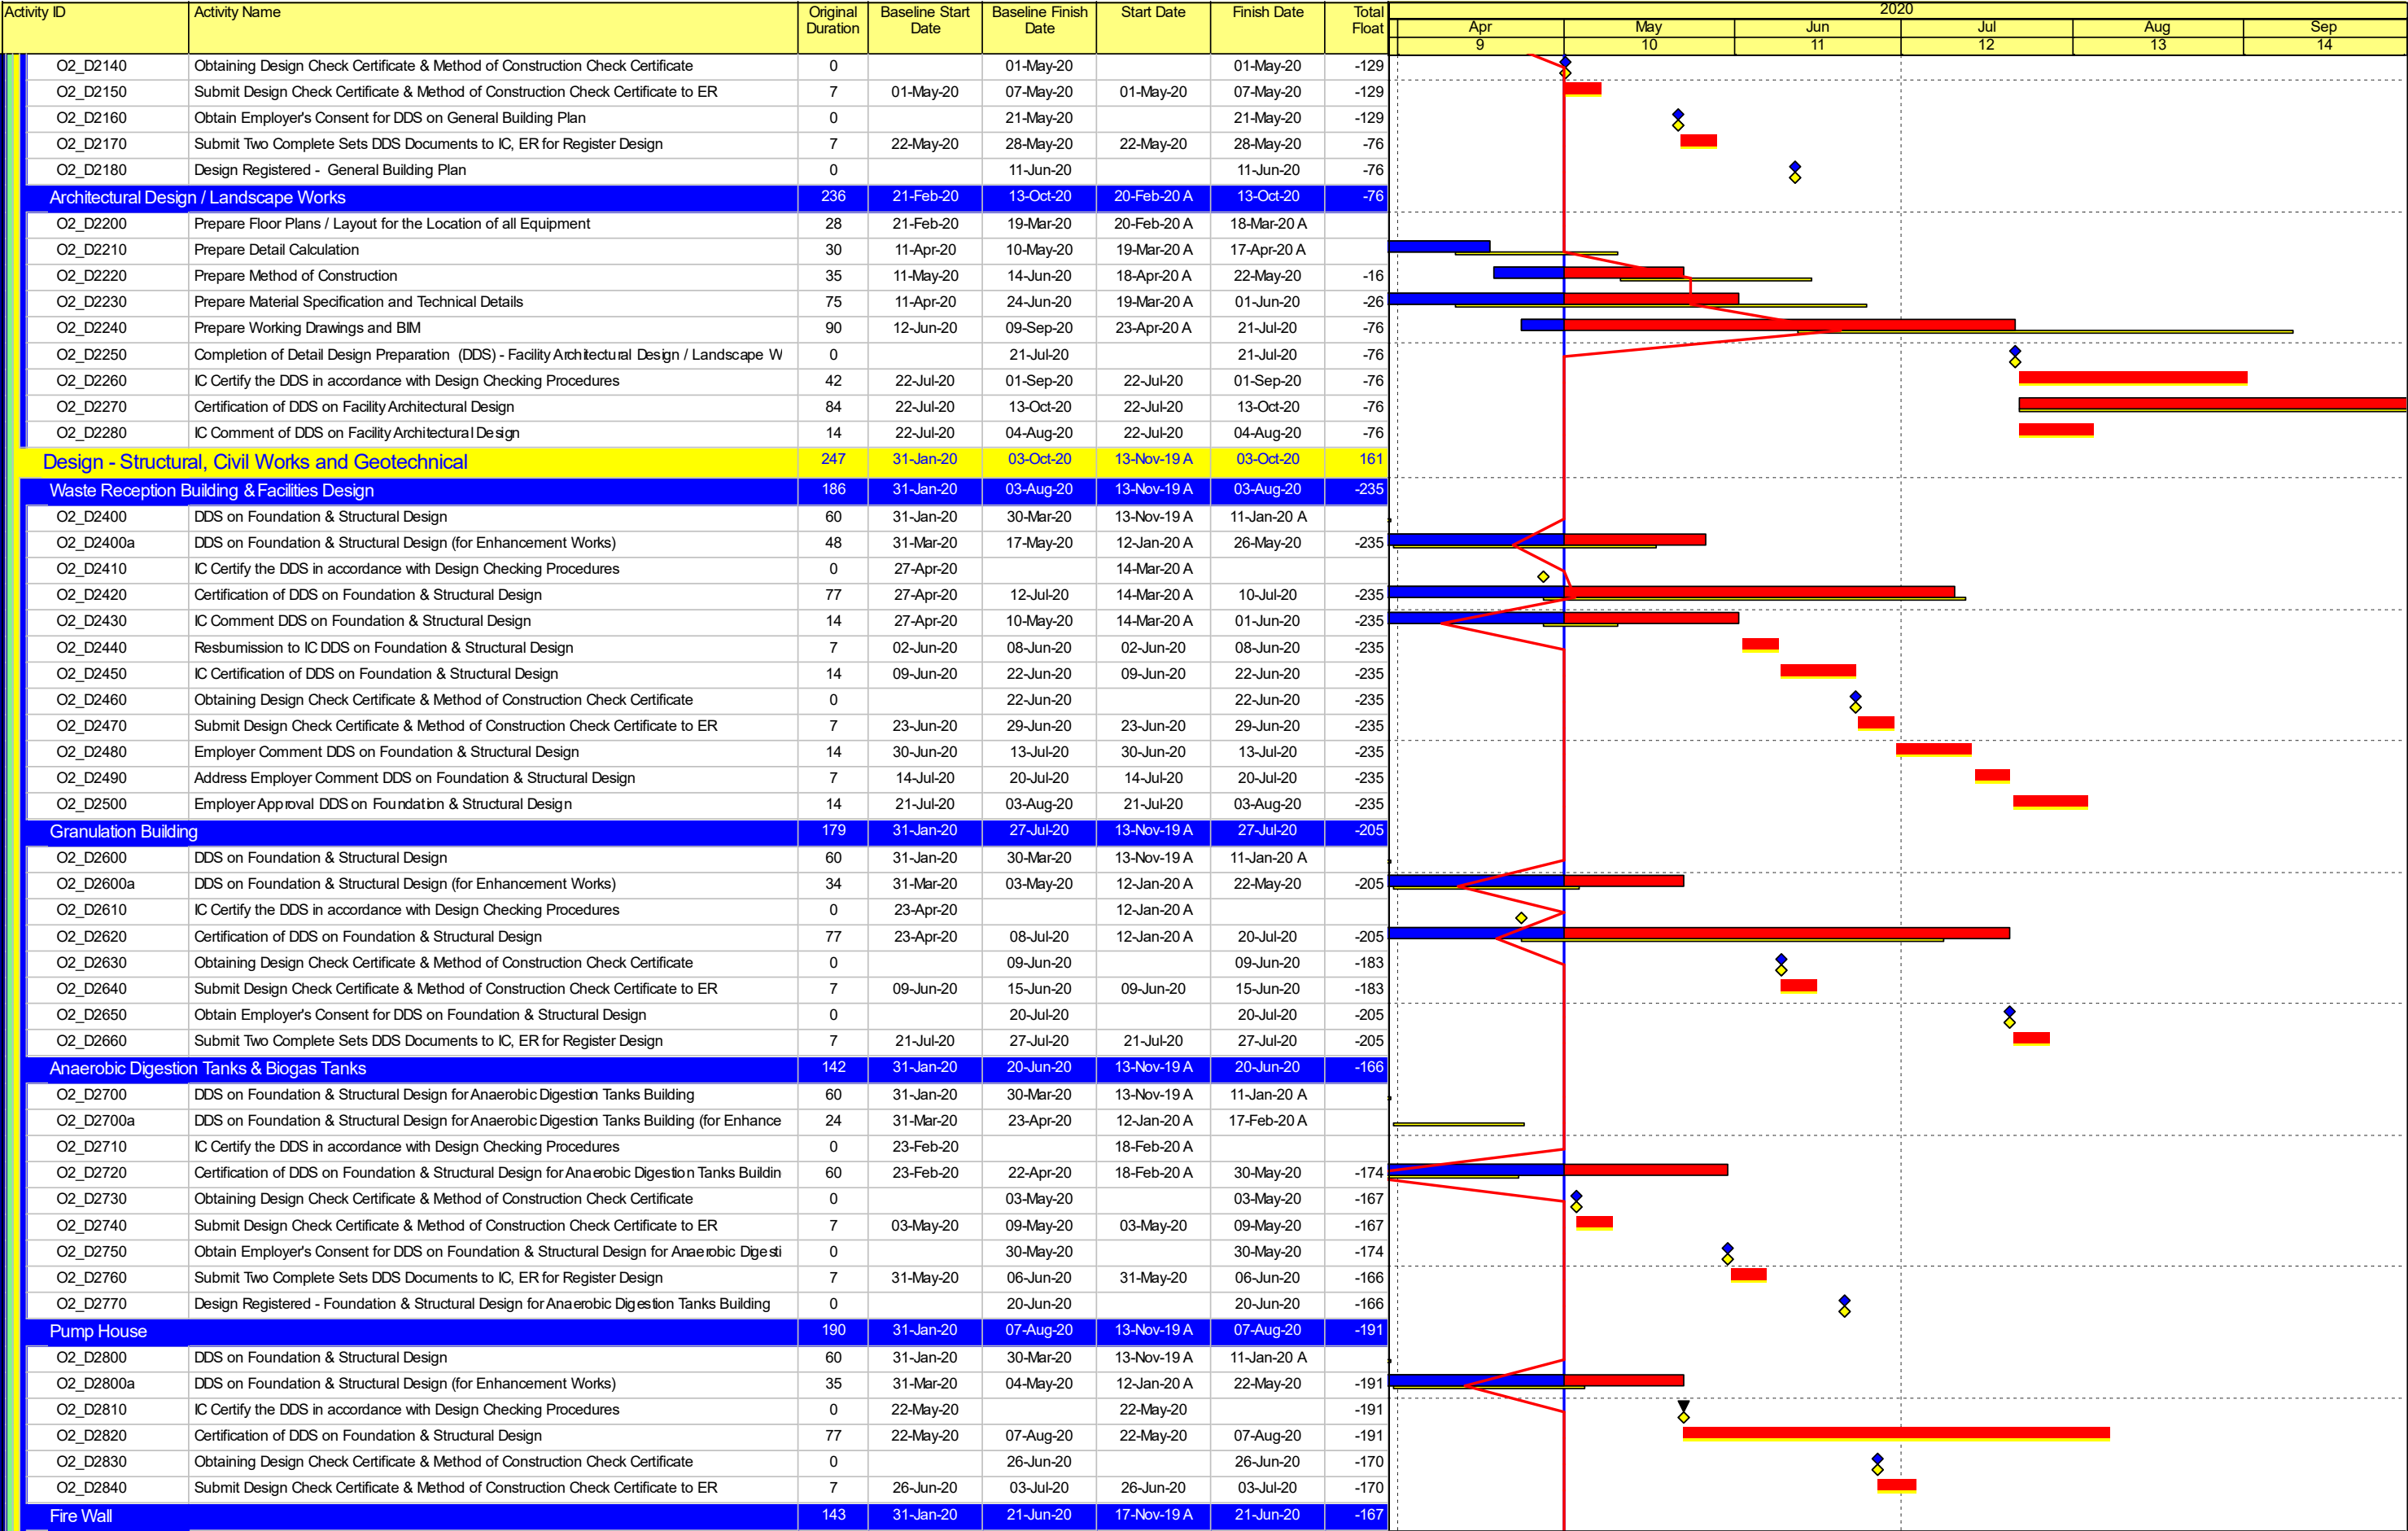 Activity ID Activity Name Original Duration Baseline Start Date Baseline Finish Date Start Date Finish Date Total Float 2020
Apr May Jun Jul Aug Sep
9 10 11 12 13 14
O2_D2140 Obtaining Design Check Certificate & Method of Construction Check Certificate 0 01-May-20 01-May-20 -129
O2_D2150 Submit Design Check Certificate & Method of Construction Check Certificate to ER 7 01-May-20 07-May-20 01-May-20 07-May-20 -129
O2_D2160 Obtain Employer's Consent for DDS on General Building Plan 0 21-May-20 21-May-20 -129
O2_D2170 Submit Two Complete Sets DDS Documents to IC, ER for Register Design 7 22-May-20 28-May-20 22-May-20 28-May-20 -76
O2_D2180 Design Registered - General Building Plan 0 11-Jun-20 11-Jun-20 -76
Architectural Design / Landscape Works 236 21-Feb-20 13-Oct-20 20-Feb-20 A 13-Oct-20 -76
O2_D2200 Prepare Floor Plans / Layout for the Location of all Equipment 28 21-Feb-20 19-Mar-20 20-Feb-20 A 18-Mar-20 A
O2_D2210 Prepare Detail Calculation 30 11-Apr-20 10-May-20 19-Mar-20 A 17-Apr-20 A
O2_D2220 Prepare Method of Construction 35 11-May-20 14-Jun-20 18-Apr-20 A 22-May-20 -16
O2_D2230 Prepare Material Specification and Technical Details 75 11-Apr-20 24-Jun-20 19-Mar-20 A 01-Jun-20 -26
O2_D2240 Prepare Working Drawings and BIM 90 12-Jun-20 09-Sep-20 23-Apr-20 A 21-Jul-20 -76
O2_D2250 Completion of Detail Design Preparation (DDS) - Facility Architectural Design / Landscape W 0 21-Jul-20 21-Jul-20 -76
O2_D2260 IC Certify the DDS in accordance with Design Checking Procedures 42 22-Jul-20 01-Sep-20 22-Jul-20 01-Sep-20 -76
O2_D2270 Certification of DDS on Facility Architectural Design 84 22-Jul-20 13-Oct-20 22-Jul-20 13-Oct-20 -76
O2_D2280 IC Comment of DDS on Facility Architectural Design 14 22-Jul-20 04-Aug-20 22-Jul-20 04-Aug-20 -76
Design - Structural, Civil Works and Geotechnical 247 31-Jan-20 03-Oct-20 13-Nov-19 A 03-Oct-20 161
Waste Reception Building & Facilities Design 186 31-Jan-20 03-Aug-20 13-Nov-19 A 03-Aug-20 -235
O2_D2400 DDS on Foundation & Structural Design 60 31-Jan-20 30-Mar-20 13-Nov-19 A 11-Jan-20 A
O2_D2400a DDS on Foundation & Structural Design (for Enhancement Works) 48 31-Mar-20 17-May-20 12-Jan-20 A 26-May-20 -235
O2_D2410 IC Certify the DDS in accordance with Design Checking Procedures 0 27-Apr-20 14-Mar-20 A
O2_D2420 Certification of DDS on Foundation & Structural Design 77 27-Apr-20 12-Jul-20 14-Mar-20 A 10-Jul-20 -235
O2_D2430 IC Comment DDS on Foundation & Structural Design 14 27-Apr-20 10-May-20 14-Mar-20 A 01-Jun-20 -235
O2_D2440 Resbumission to IC DDS on Foundation & Structural Design 7 02-Jun-20 08-Jun-20 02-Jun-20 08-Jun-20 -235
O2_D2450 IC Certification of DDS on Foundation & Structural Design 14 09-Jun-20 22-Jun-20 09-Jun-20 22-Jun-20 -235
O2_D2460 Obtaining Design Check Certificate & Method of Construction Check Certificate 0 22-Jun-20 22-Jun-20 -235
O2_D2470 Submit Design Check Certificate & Method of Construction Check Certificate to ER 7 23-Jun-20 29-Jun-20 23-Jun-20 29-Jun-20 -235
O2_D2480 Employer Comment DDS on Foundation & Structural Design 14 30-Jun-20 13-Jul-20 30-Jun-20 13-Jul-20 -235
O2_D2490 Address Employer Comment DDS on Foundation & Structural Design 7 14-Jul-20 20-Jul-20 14-Jul-20 20-Jul-20 -235
O2_D2500 Employer Approval DDS on Foundation & Structural Design 14 21-Jul-20 03-Aug-20 21-Jul-20 03-Aug-20 -235
Granulation Building 179 31-Jan-20 27-Jul-20 13-Nov-19 A 27-Jul-20 -205
O2_D2600 DDS on Foundation & Structural Design 60 31-Jan-20 30-Mar-20 13-Nov-19 A 11-Jan-20 A
O2_D2600a DDS on Foundation & Structural Design (for Enhancement Works) 34 31-Mar-20 03-May-20 12-Jan-20 A 22-May-20 -205
O2_D2610 IC Certify the DDS in accordance with Design Checking Procedures 0 23-Apr-20 12-Jan-20 A
O2_D2620 Certification of DDS on Foundation & Structural Design 77 23-Apr-20 08-Jul-20 12-Jan-20 A 20-Jul-20 -205
O2_D2630 Obtaining Design Check Certificate & Method of Construction Check Certificate 0 09-Jun-20 09-Jun-20 -183
O2_D2640 Submit Design Check Certificate & Method of Construction Check Certificate to ER 7 09-Jun-20 15-Jun-20 09-Jun-20 15-Jun-20 -183
O2_D2650 Obtain Employer's Consent for DDS on Foundation & Structural Design 0 20-Jul-20 20-Jul-20 -205
O2_D2660 Submit Two Complete Sets DDS Documents to IC, ER for Register Design 7 21-Jul-20 27-Jul-20 21-Jul-20 27-Jul-20 -205
Anaerobic Digestion Tanks & Biogas Tanks 142 31-Jan-20 20-Jun-20 13-Nov-19 A 20-Jun-20 -166
O2_D2700 DDS on Foundation & Structural Design for Anaerobic Digestion Tanks Building 60 31-Jan-20 30-Mar-20 13-Nov-19 A 11-Jan-20 A
O2_D2700a DDS on Foundation & Structural Design for Anaerobic Digestion Tanks Building (for Enhance 24 31-Mar-20 23-Apr-20 12-Jan-20 A 17-Feb-20 A
O2_D2710 IC Certify the DDS in accordance with Design Checking Procedures 0 23-Feb-20 18-Feb-20 A
O2_D2720 Certification of DDS on Foundation & Structural Design for Anaerobic Digestion Tanks Buildin 60 23-Feb-20 22-Apr-20 18-Feb-20 A 30-May-20 -174
O2_D2730 Obtaining Design Check Certificate & Method of Construction Check Certificate 0 03-May-20 03-May-20 -167
O2_D2740 Submit Design Check Certificate & Method of Construction Check Certificate to ER 7 03-May-20 09-May-20 03-May-20 09-May-20 -167
O2_D2750 Obtain Employer's Consent for DDS on Foundation & Structural Design for Anaerobic Digesti 0 30-May-20 30-May-20 -174
O2_D2760 Submit Two Complete Sets DDS Documents to IC, ER for Register Design 7 31-May-20 06-Jun-20 31-May-20 06-Jun-20 -166
O2_D2770 Design Registered - Foundation & Structural Design for Anaerobic Digestion Tanks Building 0 20-Jun-20 20-Jun-20 -166
Pump House 190 31-Jan-20 07-Aug-20 13-Nov-19 A 07-Aug-20 -191
O2_D2800 DDS on Foundation & Structural Design 60 31-Jan-20 30-Mar-20 13-Nov-19 A 11-Jan-20 A
O2_D2800a DDS on Foundation & Structural Design (for Enhancement Works) 35 31-Mar-20 04-May-20 12-Jan-20 A 22-May-20 -191
O2_D2810 IC Certify the DDS in accordance with Design Checking Procedures 0 22-May-20 22-May-20 -191
O2_D2820 Certification of DDS on Foundation & Structural Design 77 22-May-20 07-Aug-20 22-May-20 07-Aug-20 -191
O2_D2830 Obtaining Design Check Certificate & Method of Construction Check Certificate 0 26-Jun-20 26-Jun-20 -170
O2_D2840 Submit Design Check Certificate & Method of Construction Check Certificate to ER 7 26-Jun-20 03-Jul-20 26-Jun-20 03-Jul-20 -170
Fire Wall 143 31-Jan-20 21-Jun-20 17-Nov-19 A 21-Jun-20 -167